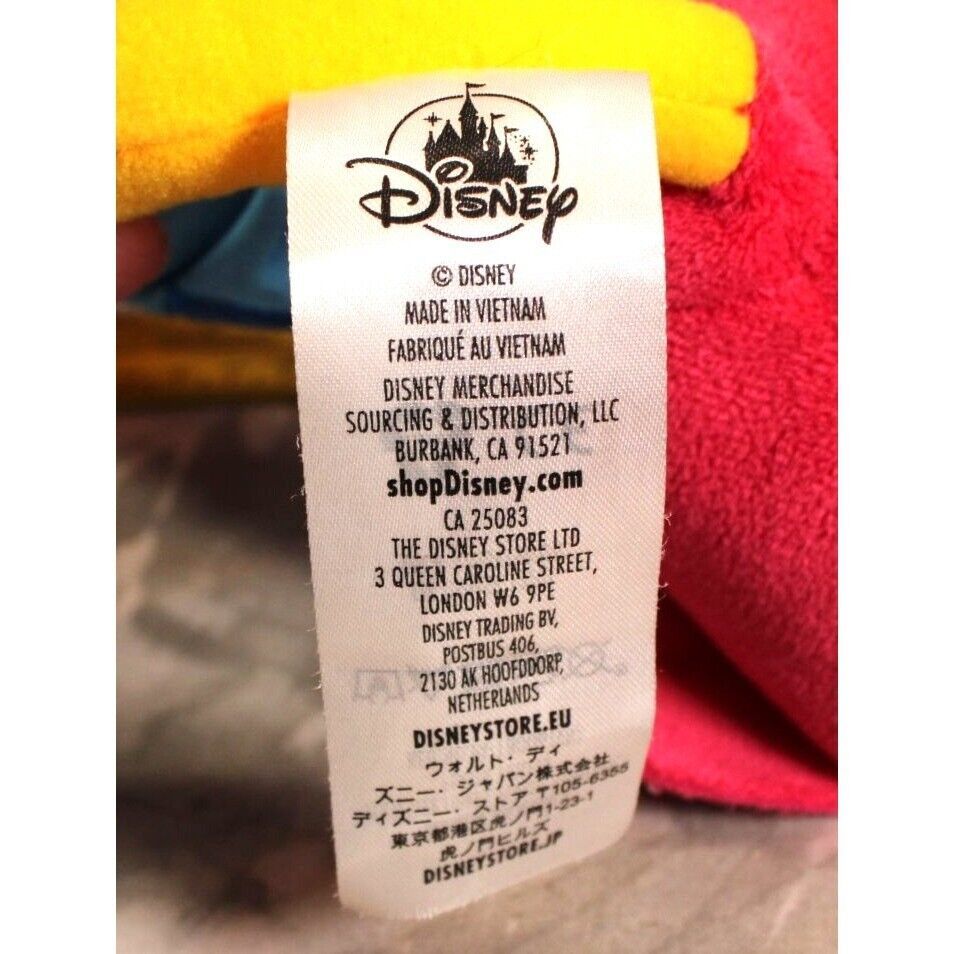 Disney
© DISNEY
MADE IN VIETNAM
FABRIQUÉ AU VIETNAM
DISNEY MERCHANDISE
SOURCING & DISTRIBUTION, LLC
BURBANK, CA 91521
shopDisney.com
CA 25083
THE DISNEY STORE LTD
3 QUEEN CAROLINE STREET,
LONDON W6 9PE
DISNEY TRADING BV,
POSTBUS 406,
2130 AK HOOFDDORP,
NETHERLANDS
DISNEYSTORE.EU
ウォルト・ディ
ズニー・ジャパン株式会社
ディズニー・ストア 〒105-6355
東京都港区虎ノ門1-23-1
虎ノ門ヒルズ
DISNEYSTORE.JP